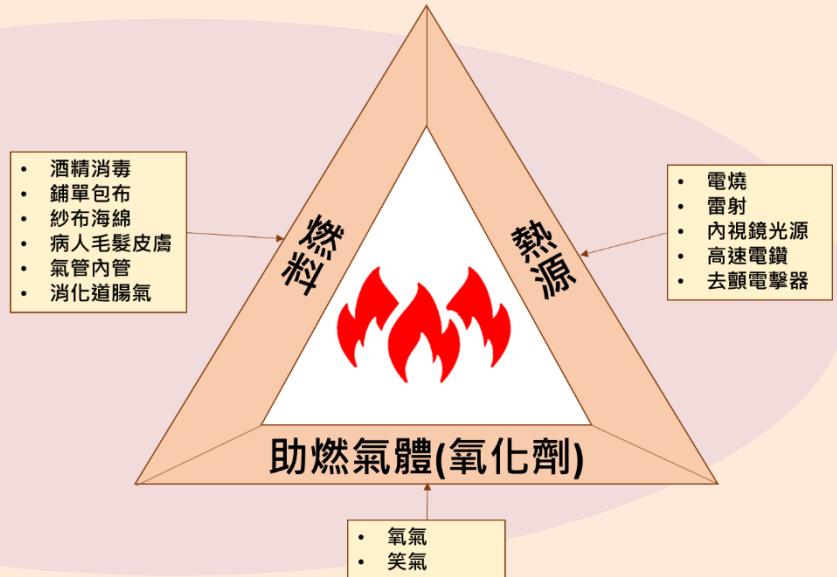 • 酒精消毒
• 鋪單包布
• 紗布海綿
• 病人毛髮皮膚
• 氣管內管
• 消化道腸氣
燃料
熱源
• 電燒
• 雷射
• 內視鏡光源
• 高速電鑽
• 去顫電擊器
助燃氣體(氧化劑)
• 氧氣
• 笑氣